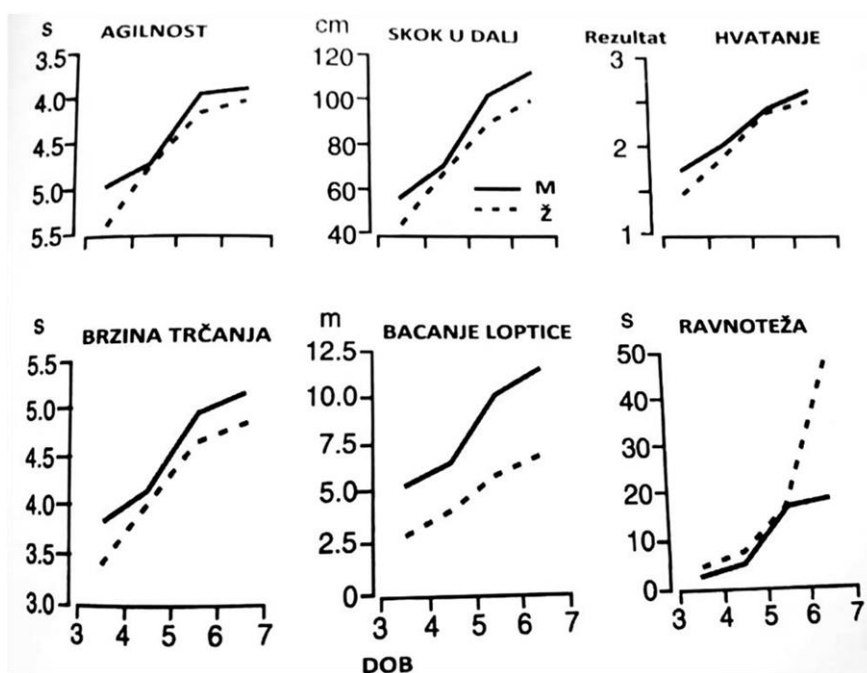 s AGILNOST
3.5
4.0
4.5
5.0
5.5
cm SKOK U DALJ
120
100
80
60
40
M
Ž
Rezultat HVATANJE
3
2
1
s BRZINA TRČANJA
5.5
5.0
4.5
4.0
3.5
3.0
3 4 5 6 7
m BACANJE LOPTICE
12.5
10.0
7.5
5.0
2.5
0
3 4 5 6 7
s RAVNOTEŽA
50
40
30
20
10
0
3 4 5 6 7
DOB